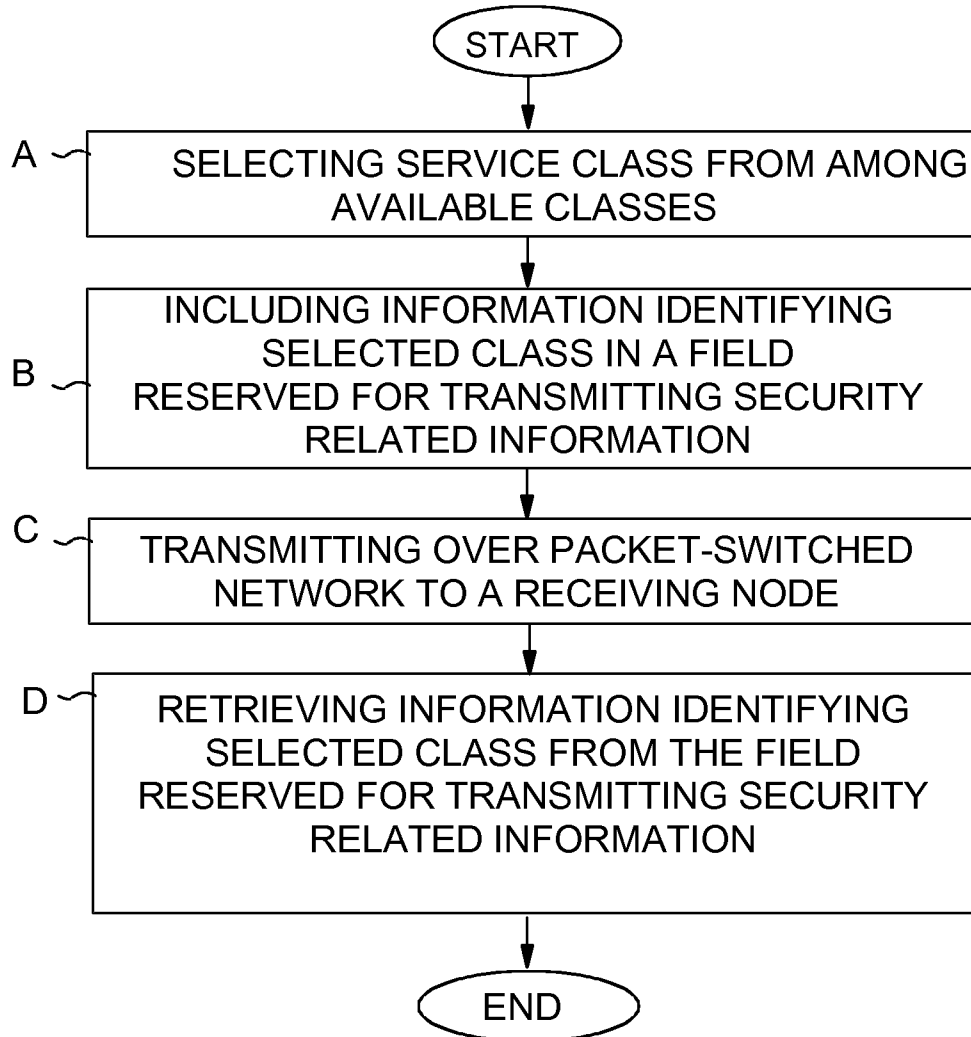 START
A
SELECTING SERVICE CLASS FROM AMONG
AVAILABLE CLASSES
B
INCLUDING INFORMATION IDENTIFYING
SELECTED CLASS IN A FIELD
RESERVED FOR TRANSMITTING SECURITY
RELATED INFORMATION
C
TRANSMITTING OVER PACKET-SWITCHED
NETWORK TO A RECEIVING NODE
D
RETRIEVING INFORMATION IDENTIFYING
SELECTED CLASS FROM THE FIELD
RESERVED FOR TRANSMITTING SECURITY
RELATED INFORMATION
END